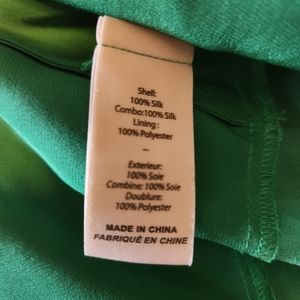 Shell:
100% Silk
Combo:100% Silk
Lining :
100% Polyester
–
Exterieur:
100% Soie
Combine: 100% Soie
Doublure:
100% Polyester
MADE IN CHINA
FABRIQUÉ EN CHINE